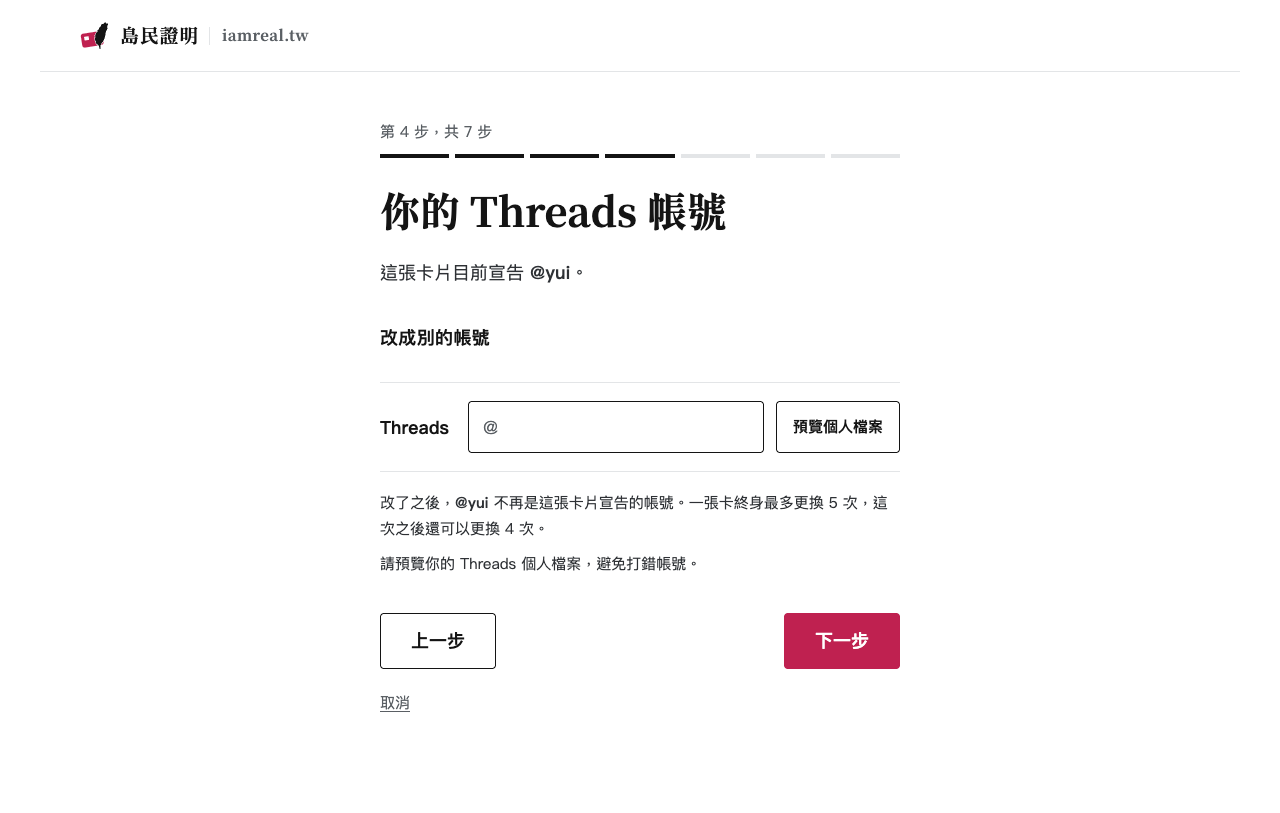 島民證明 iamreal.tw
第 4 步，共 7 步
你的 Threads 帳號
這張卡片目前宣告 @yui。
改成別的帳號
Threads @ 預覽個人檔案
改了之後，@yui 不再是這張卡片宣告的帳號。一張卡終身最多更換 5 次，這
次之後還可以更換 4 次。
請預覽你的 Threads 個人檔案，避免打錯帳號。
上一步 下一步
取消